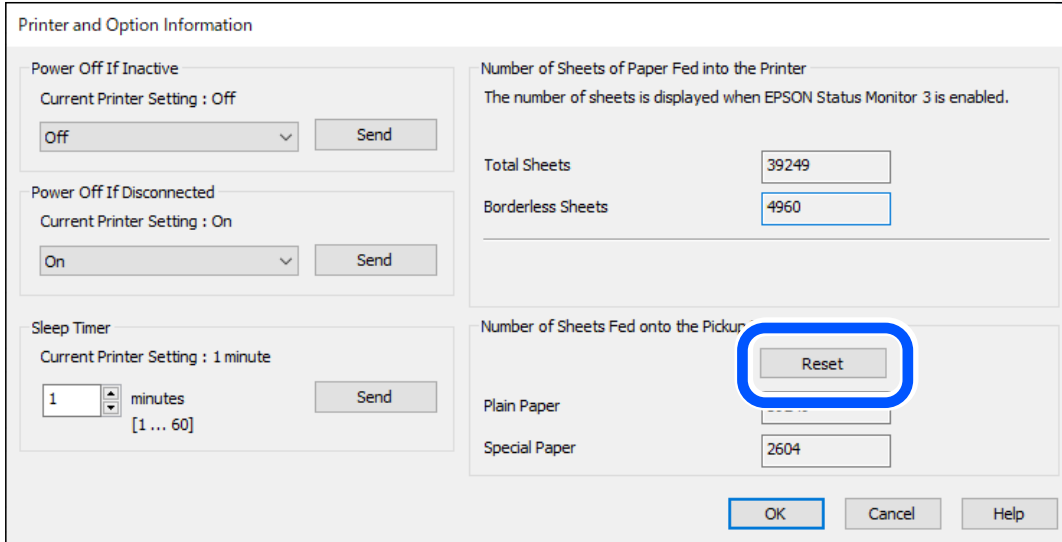 Printer and Option Information
Power Off If Inactive
Current Printer Setting : Off
Off
Send
Power Off If Disconnected
Current Printer Setting : On
On
Send
Sleep Timer
Current Printer Setting : 1 minute
1
minutes
[1 ... 60]
Send
Number of Sheets of Paper Fed into the Printer
The number of sheets is displayed when EPSON Status Monitor 3 is enabled.
Total Sheets
39249
Borderless Sheets
4960
Number of Sheets Fed onto the Pickup
Reset
Plain Paper
Special Paper
2604
OK
Cancel
Help